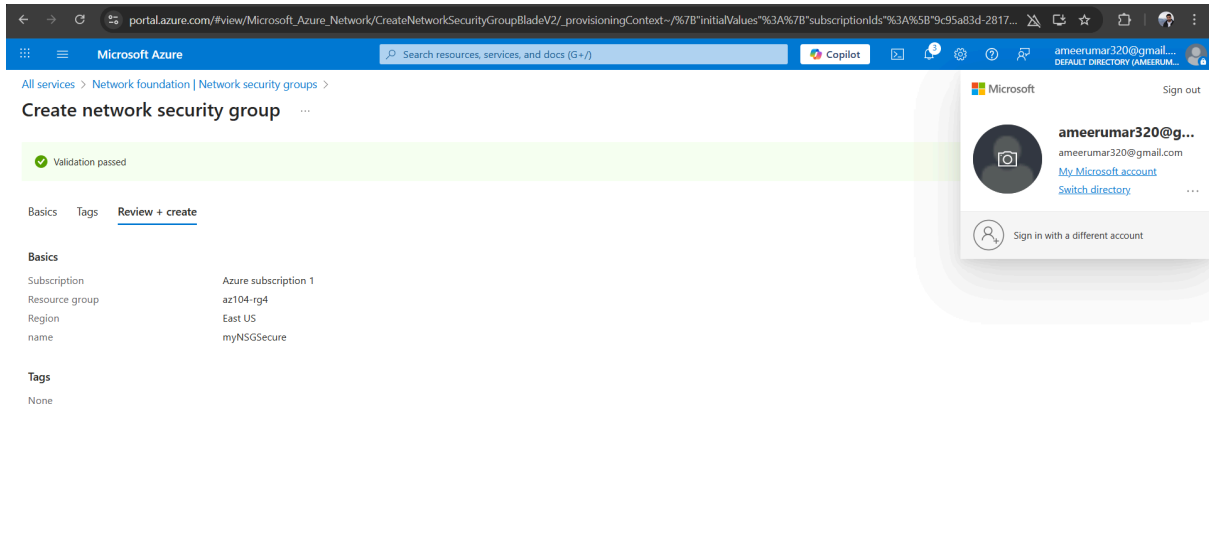 portal.azure.com/#view/Microsoft_Azure_Network/CreateNetworkSecurityGroupBladeV2/_provisioningContext~/%7B"initialValues"%3A%7B"subscriptionIds"%3A%5B"9c95a83d-2817...
Microsoft Azure
Search resources, services, and docs (G+/)
Copilot
3
ameerumar320@gmail....
DEFAULT DIRECTORY (AMEERUM...
All services > Network foundation | Network security groups >
Create network security group ...
Microsoft
Sign out
ameerumar320@g...
ameerumar320@gmail.com
My Microsoft account
Switch directory
...
Sign in with a different account
Validation passed
Basics Tags Review + create
Basics
Subscription Azure subscription 1
Resource group az104-rg4
Region East US
name myNSGSecure
Tags
None